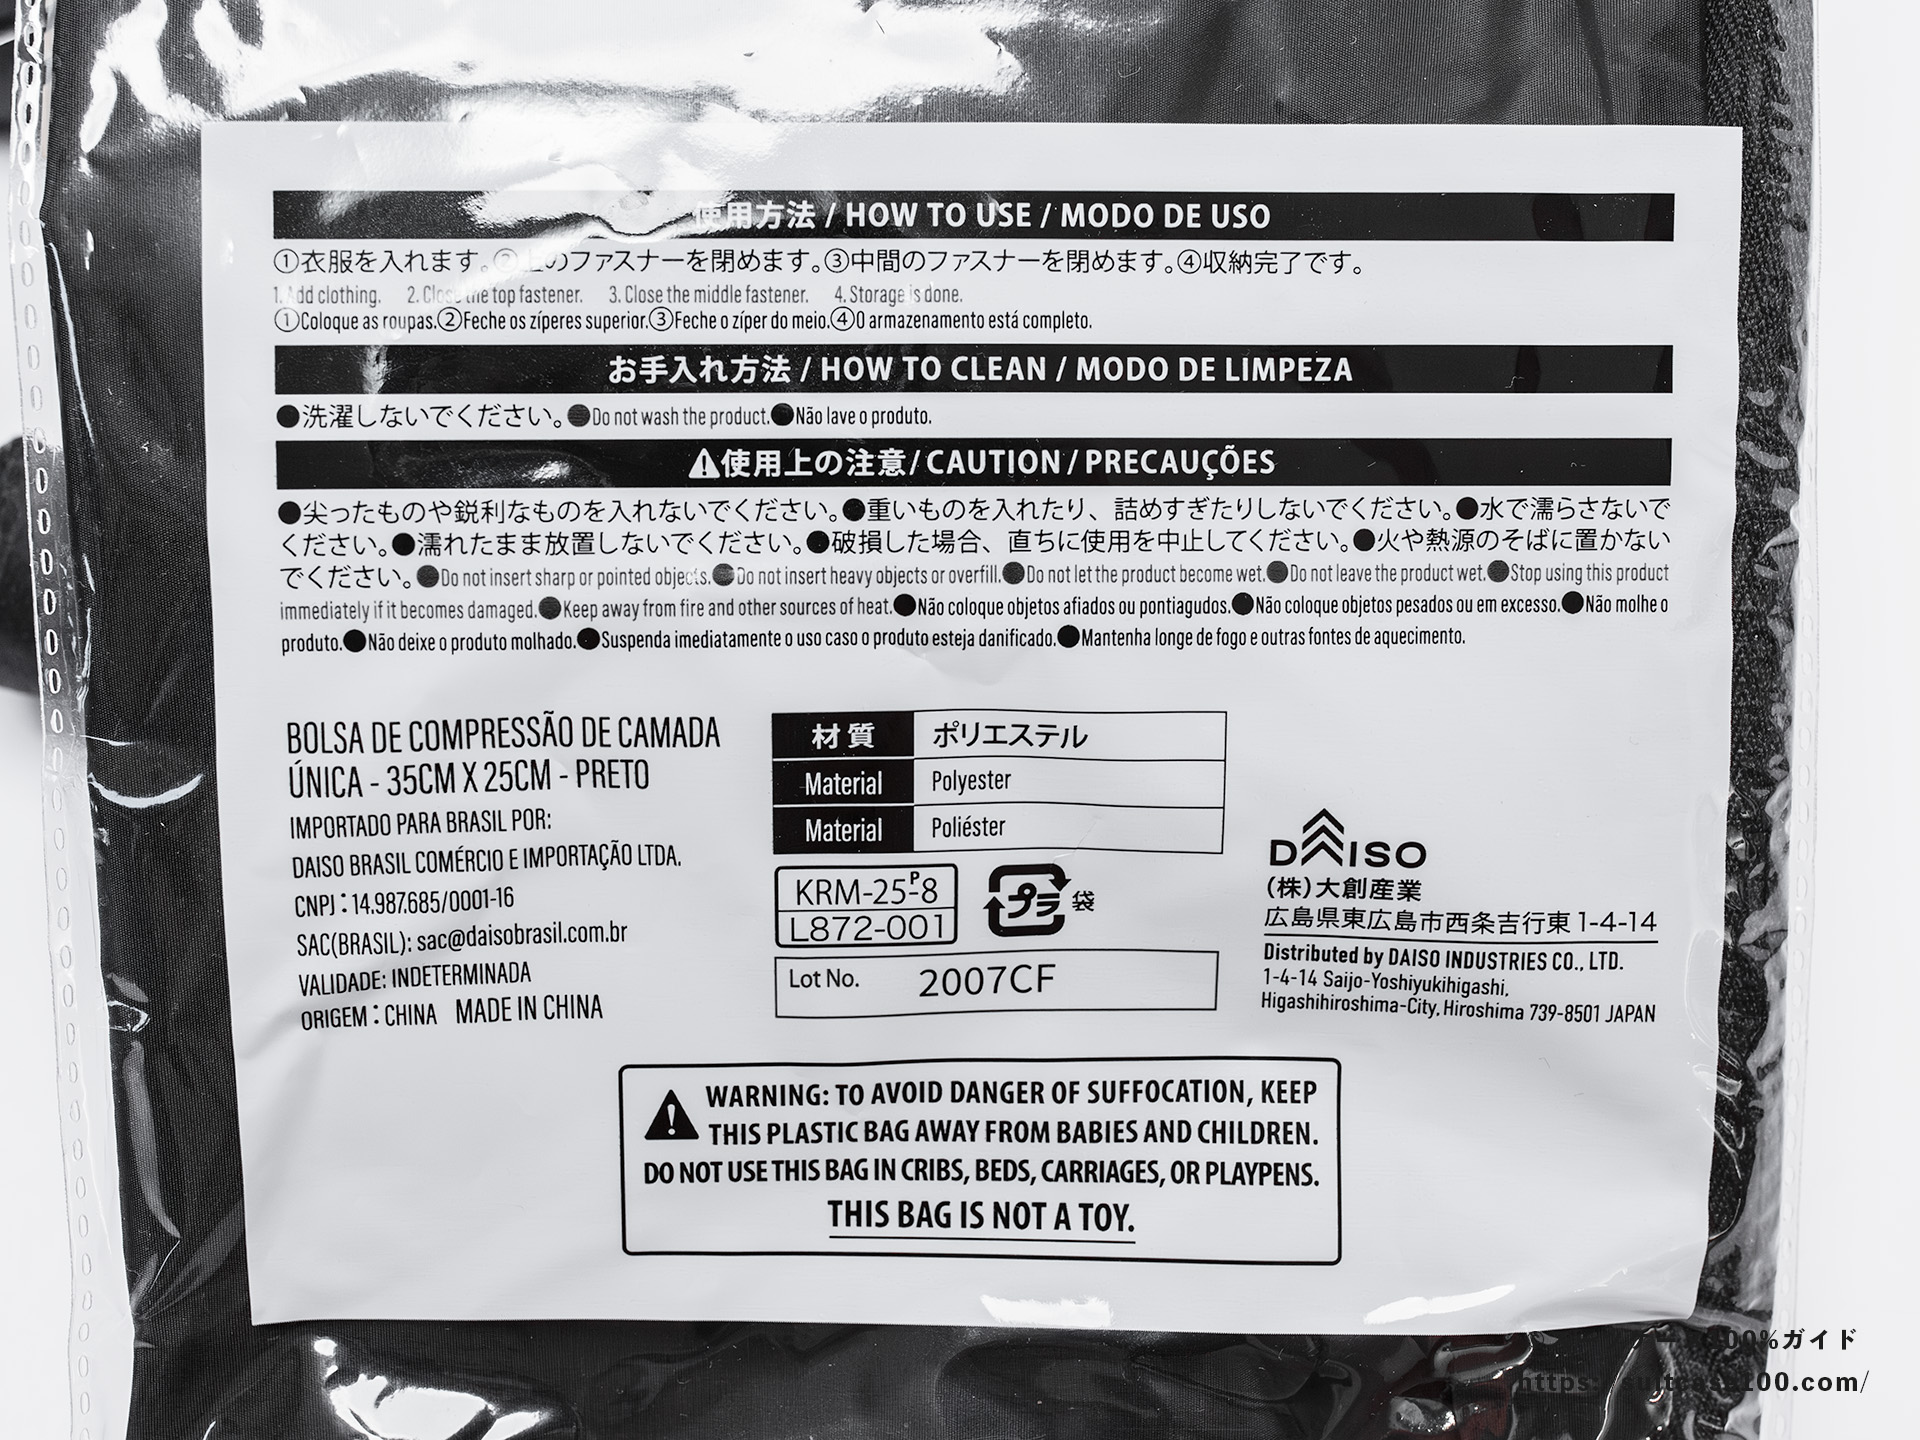 使用方法 / HOW TO USE / MODO DE USO
①衣服を入れます。②上のファスナーを閉めます。③中間のファスナーを閉めます。④収納完了です。
1. Add clothing. 2. Close the top fastener. 3. Close the middle fastener. 4. Storage is done.
①Coloque as roupas.②Feche os zíperes superior.③Feche o zíper do meio.④O armazenamento está completo.
お手入れ方法 / HOW TO CLEAN / MODO DE LIMPEZA
●洗濯しないでください。●Do not wash the product.●Não lave o produto.
⚠使用上の注意/CAUTION/PRECAUÇÕES
●尖ったものや鋭利なものを入れないでください。●重いものを入れたり、詰めすぎたりしないでください。●水で濡らさないで
ください。●濡れたまま放置しないでください。●破損した場合、直ちに使用を中止してください。●火や熱源のそばに置かない
でください。●Do not insert sharp or pointed objects.●Do not insert heavy objects or overfill.●Do not let the product become wet.●Do not leave the product wet.●Stop using this product
immediately if it becomes damaged.●Keep away from fire and other sources of heat.●Não coloque objetos afiados ou pontiagudos.●Não coloque objetos pesados ou em excesso.●Não molhe o
produto.●Não deixe o produto molhado.●Suspenda imediatamente o uso caso o produto esteja danificado.●Mantenha longe de fogo e outras fontes de aquecimento.
BOLSA DE COMPRESSÃO DE CAMADA
ÚNICA - 35CM X 25CM - PRETO
IMPORTADO PARA BRASIL POR:
DAISO BRASIL COMÉRCIO E IMPORTAÇÃO LTDA.
CNPJ:14.987.685/0001-16
SAC(BRASIL): sac@daisobrasil.com.br
VALIDADE: INDETERMINADA
ORIGEM:CHINA MADE IN CHINA
材質 ポリエステル
Material Polyester
Material Poliéster
KRM-25-P8
L872-001
プラ 袋
Lot No. 2007CF
DAISO
(株)大創産業
広島県東広島市西条吉行東1-4-14
Distributed by DAISO INDUSTRIES CO., LTD.
1-4-14 Saijo-Yoshiyukihigashi,
Higashihiroshima-City, Hiroshima 739-8501 JAPAN
WARNING: TO AVOID DANGER OF SUFFOCATION, KEEP
THIS PLASTIC BAG AWAY FROM BABIES AND CHILDREN.
DO NOT USE THIS BAG IN CRIBS, BEDS, CARRIAGES, OR PLAYPENS.
THIS BAG IS NOT A TOY.
100%ガイド
https://suitcase100.com/